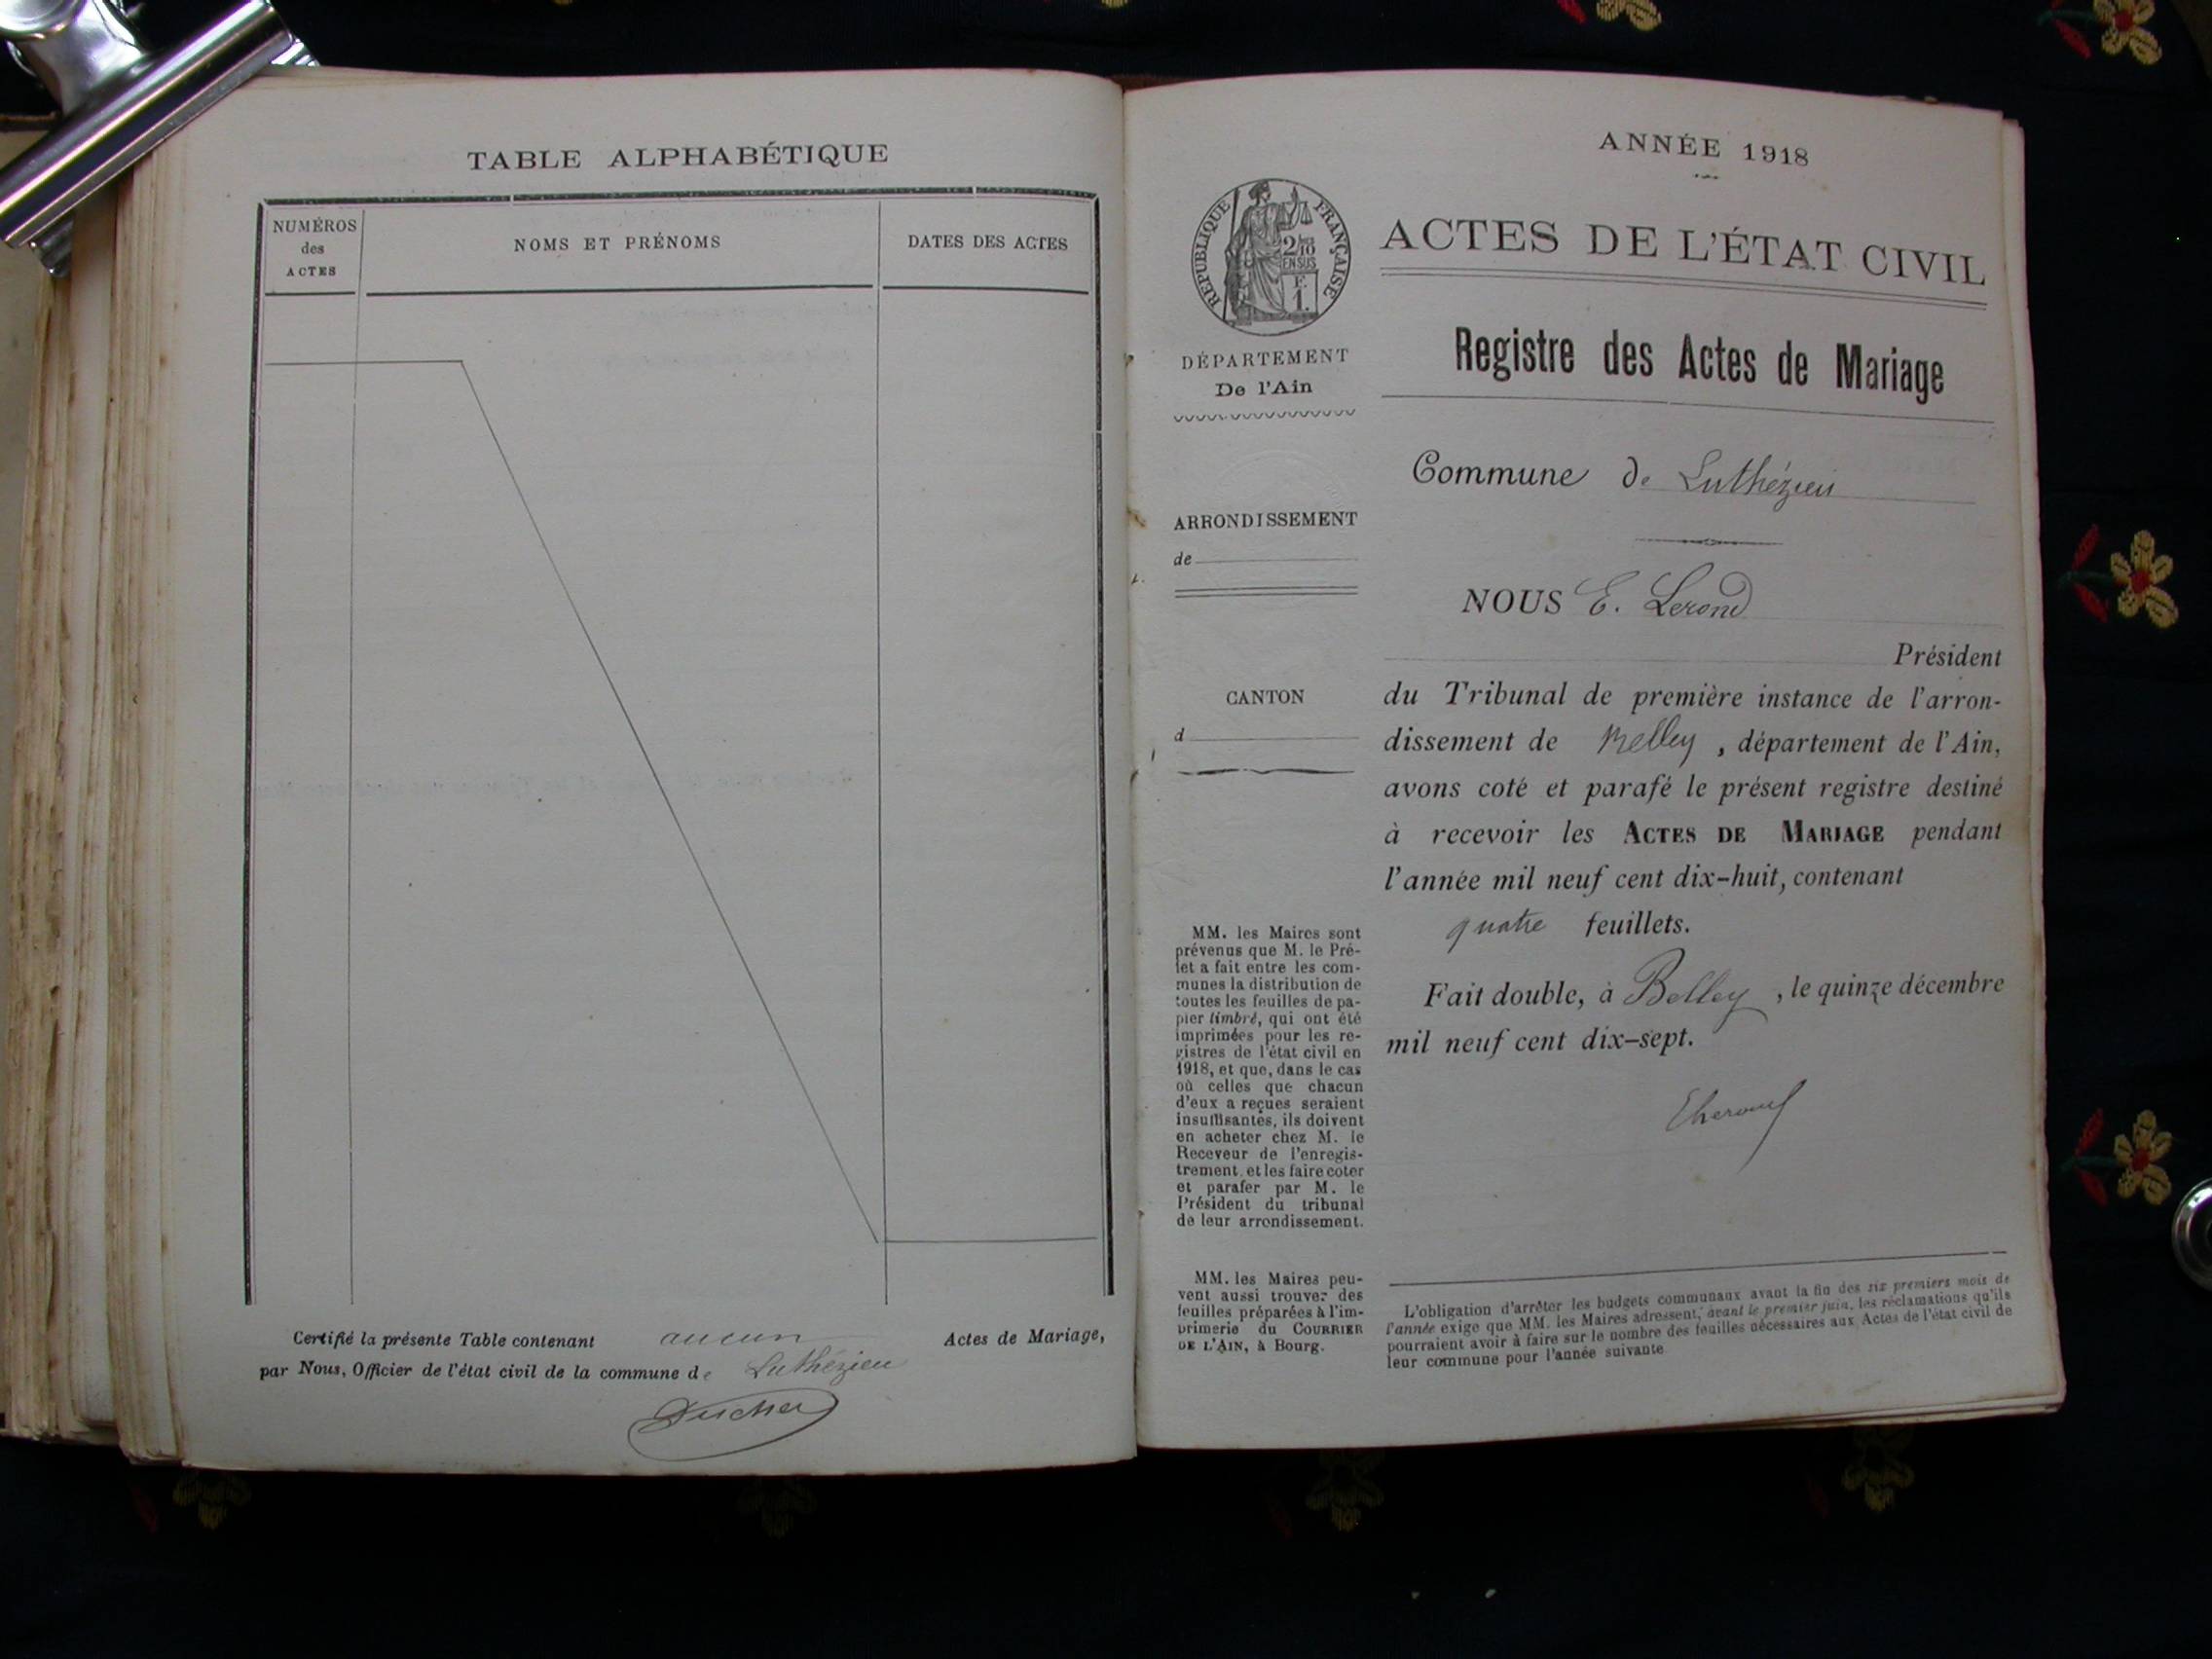 TABLE ALPHABÉTIQUE
NUMÉROS
des
ACTES
NOMS ET PRÉNOMS
DATES DES ACTES
Certifié la présente Table contenant aucun Actes de Mariage,
par Nous, Officier de l'état civil de la commune de Luthézieu
Ducher
ANNÉE 1918
RÉPUBLIQUE FRANÇAISE
2/10
EN SUS
F.
1.
ACTES DE L'ÉTAT CIVIL
Registre des Actes de Mariage
DÉPARTEMENT
De l'Ain
ARRONDISSEMENT
de
CANTON
d
MM. les Maires sont
prévenus que M. le Pré-
fet a fait entre les com-
munes la distribution de
toutes les feuilles de pa-
pier timbré, qui ont été
imprimées pour les re-
gistres de l'état civil en
1918, et que, dans le cas
où celles que chacun
d'eux a reçues seraient
insuffisantes, ils doivent
en acheter chez M. le
Receveur de l'enregis-
trement et les faire coter
et parafer par M. le
Président du tribunal
de leur arrondissement.
MM. les Maires peu-
vent aussi trouver des
feuilles préparées à l'im-
primerie du COURRIER
DE L'AIN, à Bourg.
Commune de Luthézieu
NOUS E. Lerond
Président
du Tribunal de première instance de l'arron-
dissement de Belley, département de l'Ain,
avons coté et parafé le présent registre destiné
à recevoir les ACTES DE MARIAGE pendant
l'année mil neuf cent dix-huit, contenant
quatre feuillets.
Fait double, à Belley, le quinze décembre
mil neuf cent dix-sept.
L'obligation d'arrêter les budgets communaux avant la fin des six premiers mois de
l'année exige que MM. les Maires adressent, avant le premier juin, les réclamations qu'ils
pourraient avoir à faire sur le nombre des feuilles nécessaires aux Actes de l'état civil de
leur commune pour l'année suivante